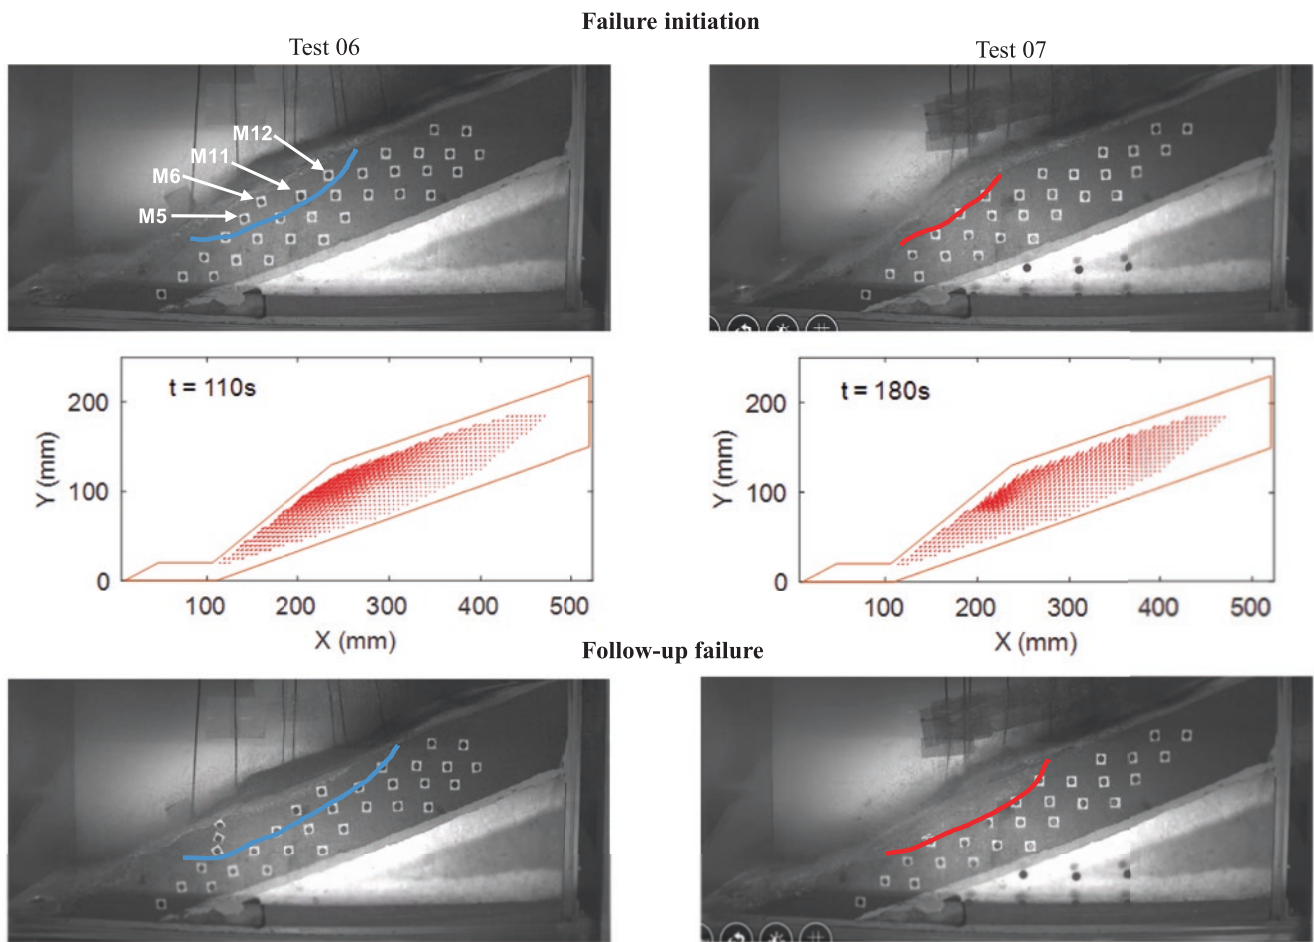 Failure initiation
Test 06
Test 07
M12
M11
M6
M5
t = 110s
t = 180s
200
100
0
Y (mm)
100 200 300 400 500
X (mm)
200
100
0
Y (mm)
100 200 300 400 500
X (mm)
Follow-up failure